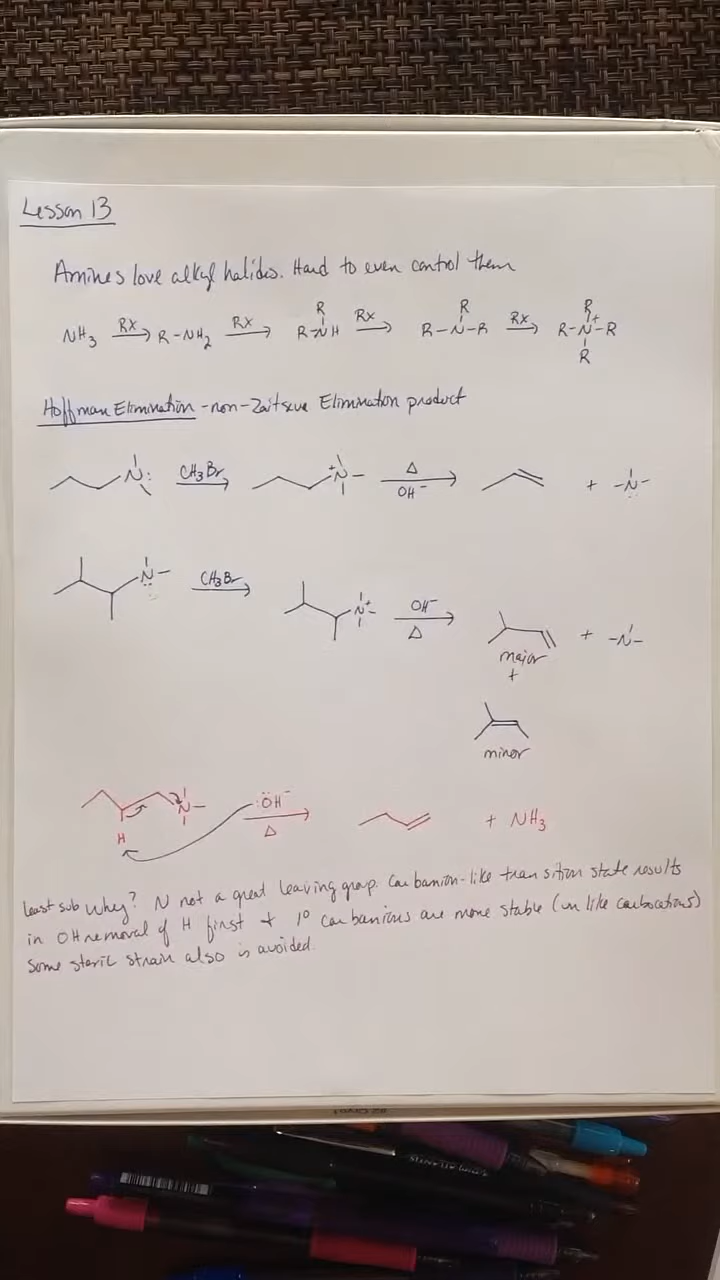 Lesson 13
Amines love alkyl halides. Hard to even control them
NH3 RX R-NH2 RX R-NH R RX R-N-R R RX R-N+-R R R
Hoffman Elimination - non-Zaitseve Elimination product
N: CH3Br +N Δ OH- + -N-
N CH3Br N+ OH- Δ + -N-
major
+
minor
H N+ :ÖH- Δ + NH3
least sub Why? N not a great leaving group. Carbanion-like transition state results
in OH removal of H first + 1° carbanions are more stable (un like carbocations)
Some steric strain also is avoided.